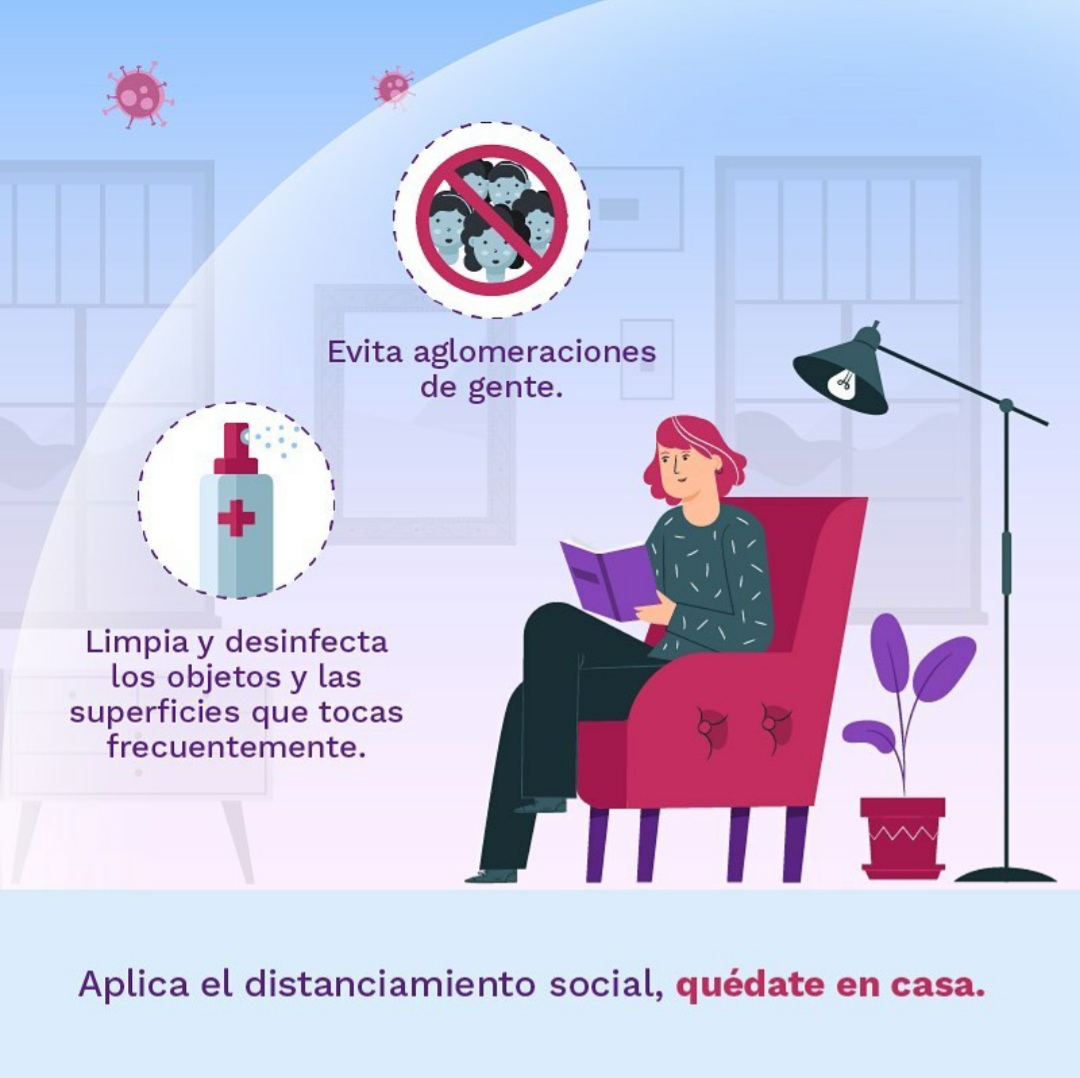 Evita aglomeraciones
de gente.
Limpia y desinfecta
los objetos y las
superficies que tocas
frecuentemente.
Aplica el distanciamiento social, quédate en casa.